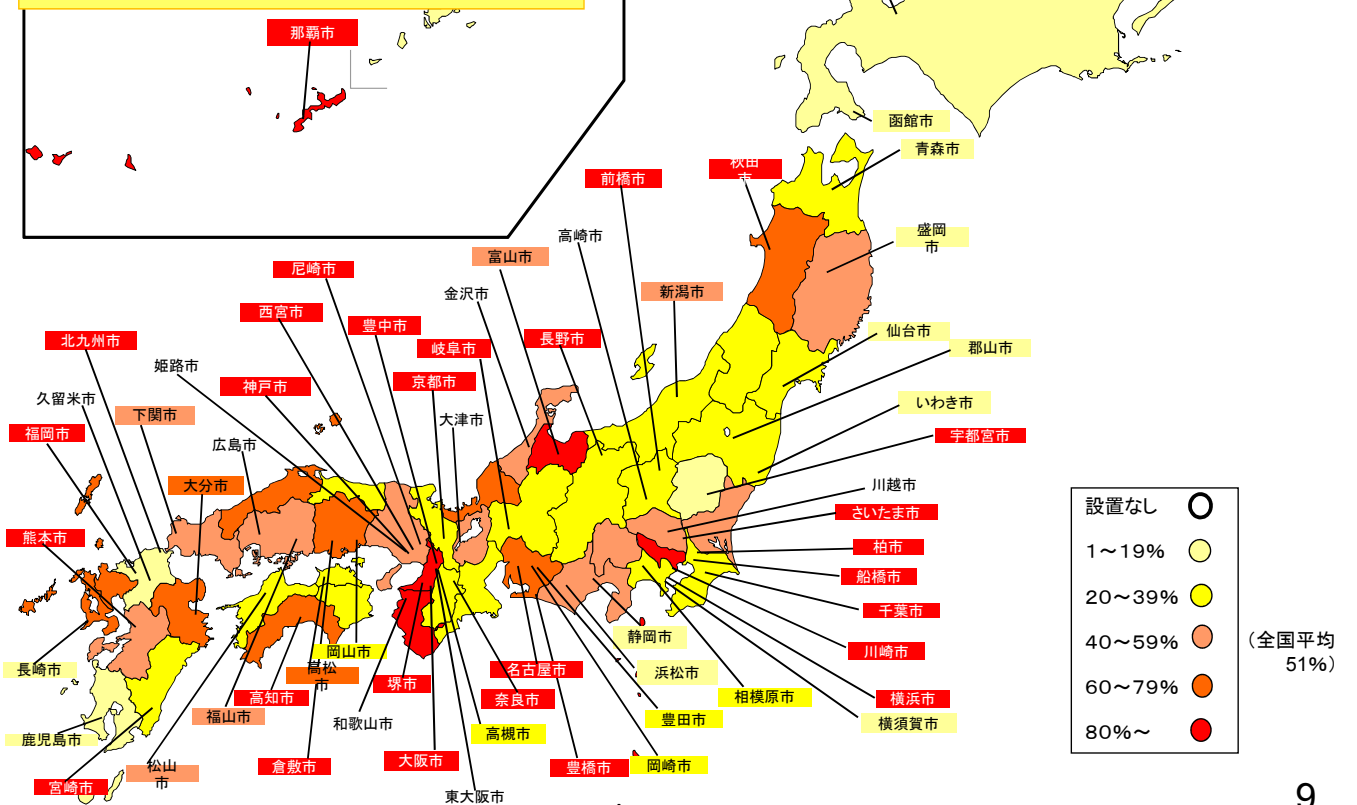 那覇市
函館市
青森市
秋田
市
前橋市
盛岡
市
高崎市
富山市
尼崎市
新潟市
金沢市
西宮市
豊中市
仙台市
北九州市
岐阜市
長野市
郡山市
姫路市
神戸市
京都市
久留米市
いわき市
下関市
大津市
福岡市
宇都宮市
広島市
大分市
川越市
さいたま市
熊本市
柏市
船橋市
千葉市
静岡市
岡山市
川崎市
長崎市
高松
市
名古屋市
浜松市
堺市
高知市
奈良市
相模原市
横浜市
福山市
和歌山市
豊田市
横須賀市
高槻市
鹿児島市
大阪市
松山
市
倉敷市
豊橋市
岡崎市
宮崎市
東大阪市
設置なし
1～19%
20～39%
40～59%
(全国平均
51%)
60～79%
80%～
9